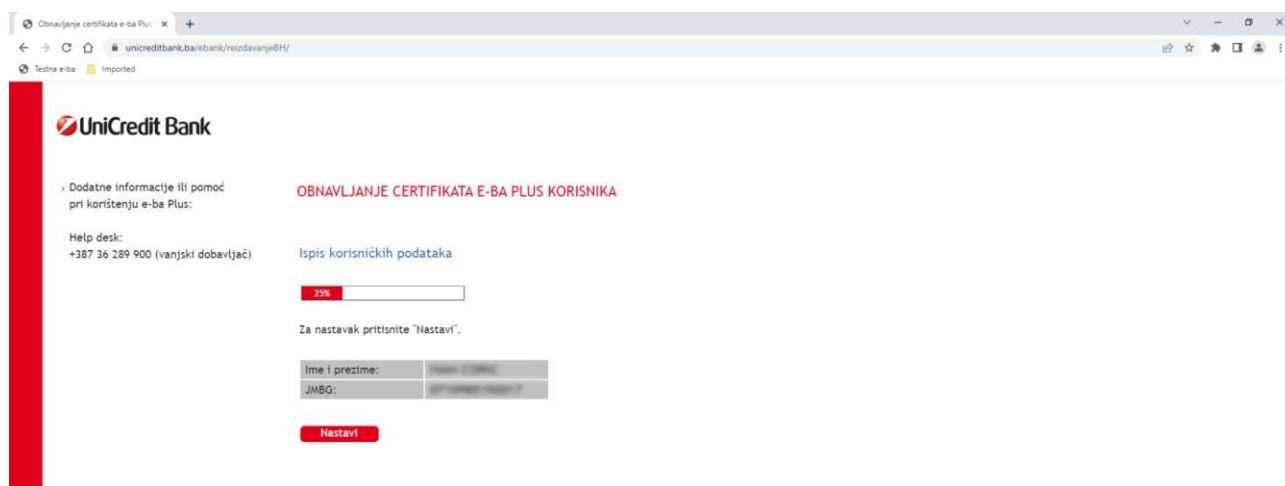 Obnavljanje certifikata e-ba Plu
unicreditbank.ba/ebank/reizdavanjeBH/
Testna e-ba Imported
UniCredit Bank
Dodatne informacije ili pomoć
pri korištenju e-ba Plus:
Help desk:
+387 36 289 900 (vanjski dobavljač)
OBNAVLJANJE CERTIFIKATA E-BA PLUS KORISNIKA
Ispis korisničkih podataka
25%
Za nastavak pritisnite "Nastavi".
Ime i prezime:
JMBG:
Nastavi